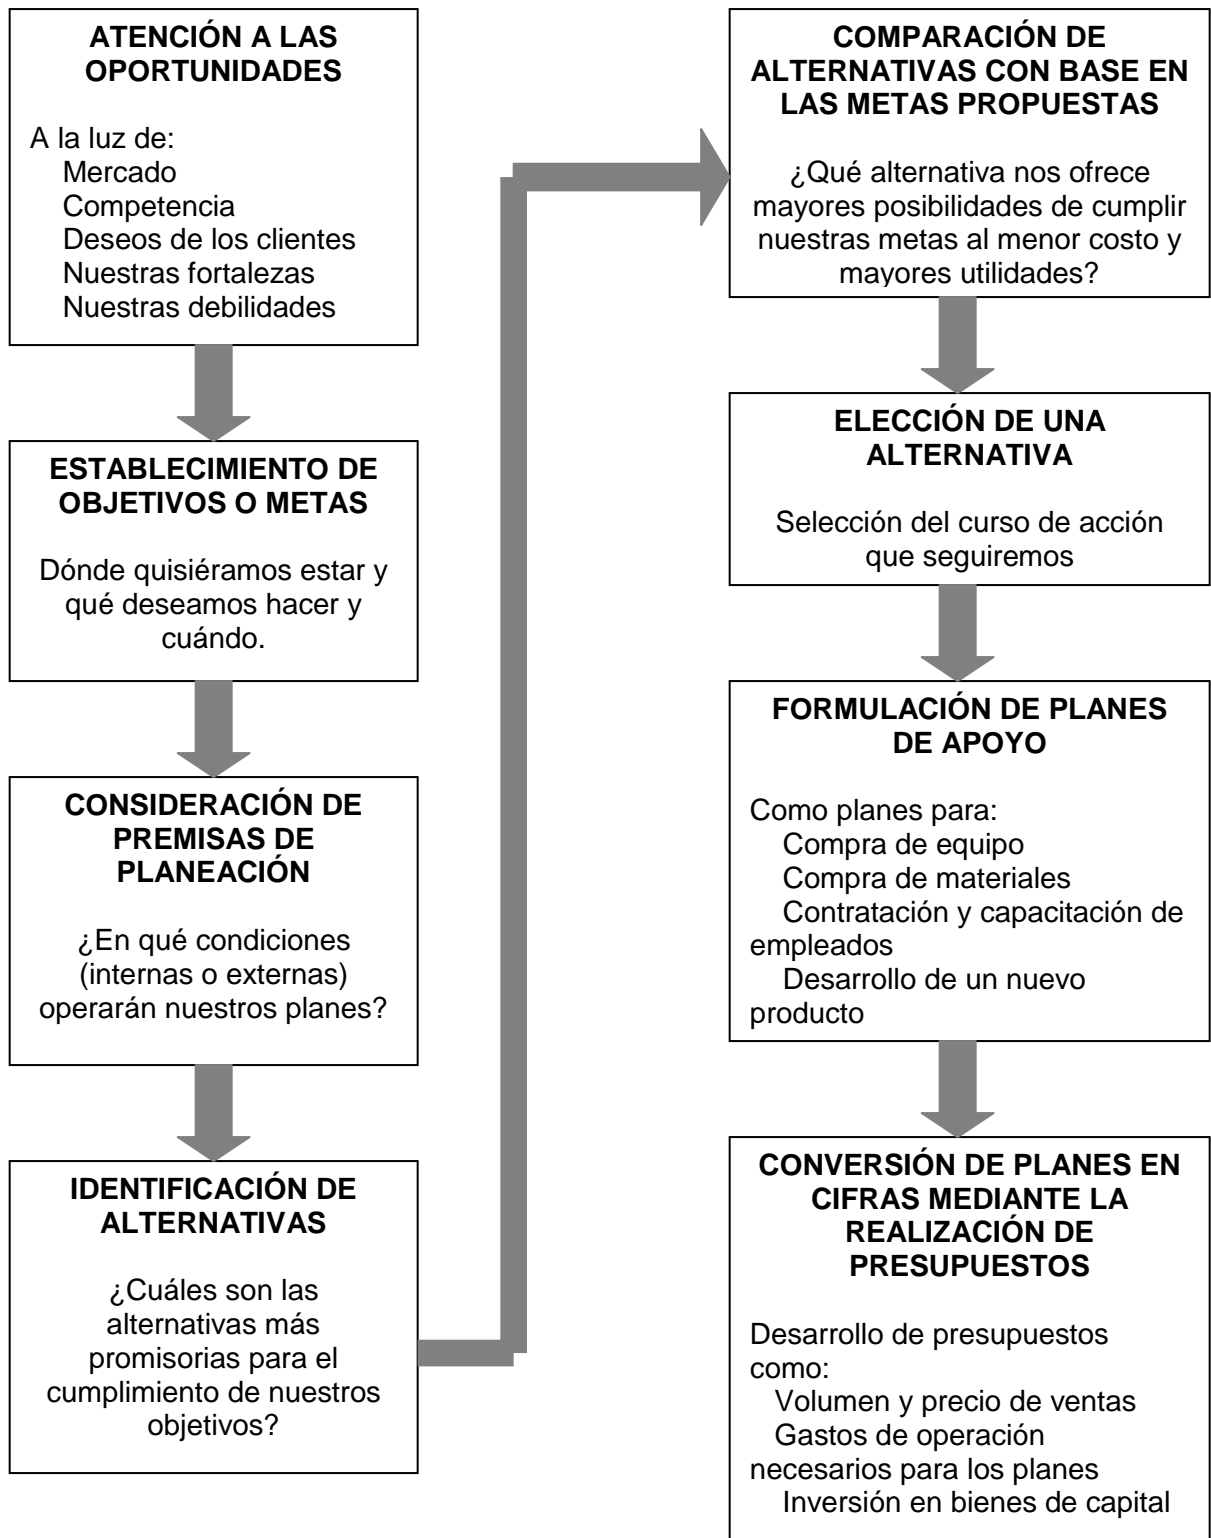 ATENCIÓN A LAS
OPORTUNIDADES
A la luz de:
Mercado
Competencia
Deseos de los clientes
Nuestras fortalezas
Nuestras debilidades
ESTABLECIMIENTO DE
OBJETIVOS O METAS
Dónde quisiéramos estar y
qué deseamos hacer y
cuándo.
CONSIDERACIÓN DE
PREMISAS DE
PLANEACIÓN
¿En qué condiciones
(internas o externas)
operarán nuestros planes?
IDENTIFICACIÓN DE
ALTERNATIVAS
¿Cuáles son las
alternativas más
promisorias para el
cumplimiento de nuestros
objetivos?
COMPARACIÓN DE
ALTERNATIVAS CON BASE EN
LAS METAS PROPUESTAS
¿Qué alternativa nos ofrece
mayores posibilidades de cumplir
nuestras metas al menor costo y
mayores utilidades?
ELECCIÓN DE UNA
ALTERNATIVA
Selección del curso de acción
que seguiremos
FORMULACIÓN DE PLANES
DE APOYO
Como planes para:
Compra de equipo
Compra de materiales
Contratación y capacitación de
empleados
Desarrollo de un nuevo
producto
CONVERSIÓN DE PLANES EN
CIFRAS MEDIANTE LA
REALIZACIÓN DE
PRESUPUESTOS
Desarrollo de presupuestos
como:
Volumen y precio de ventas
Gastos de operación
necesarios para los planes
Inversión en bienes de capital